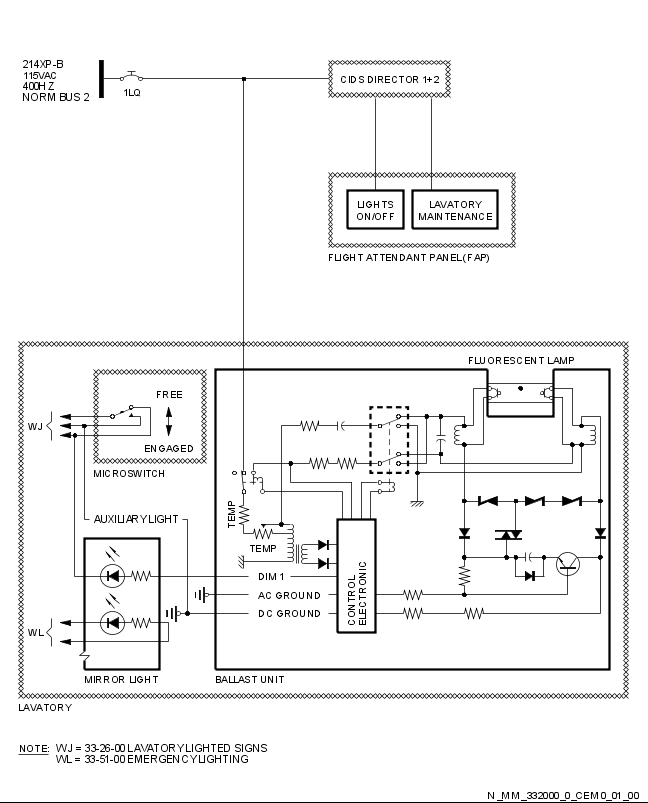 214XP-B
115VAC
400HZ
NORM BUS 2
1LQ
CIDS DIRECTOR 1+2
LIGHTS
ON/OFF
LAVATORY
MAINTENANCE
FLIGHT ATTENDANT PANEL(FAP)
FLUORESCENT LAMP
FREE
ENGAGED
WJ
MICROSWITCH
TEMP
AUXILIARY LIGHT
TEMP
DIM 1
AC GROUND
DC GROUND
CONTROL
ELECTRONIC
WL
MIRROR LIGHT
BALLAST UNIT
LAVATORY
NOTE: WJ = 33-26-00 LAVATORY LIGHTED SIGNS
WL = 33-51-00 EMERGENCY LIGHTING
N_MM_332000_0_CEM0_01_00